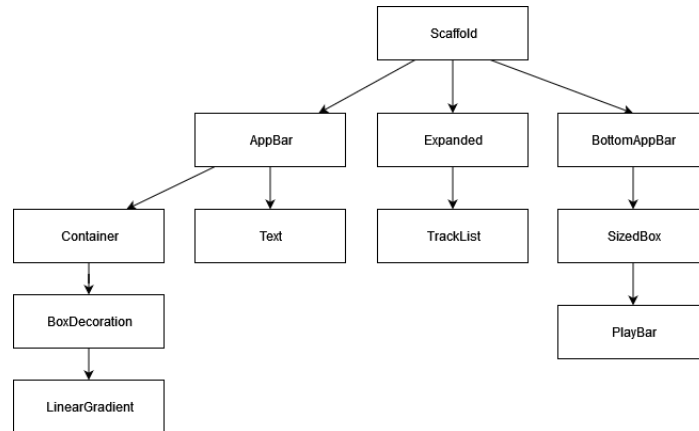 Scaffold
AppBar
Expanded
BottomAppBar
Container
Text
TrackList
SizedBox
BoxDecoration
PlayBar
LinearGradient